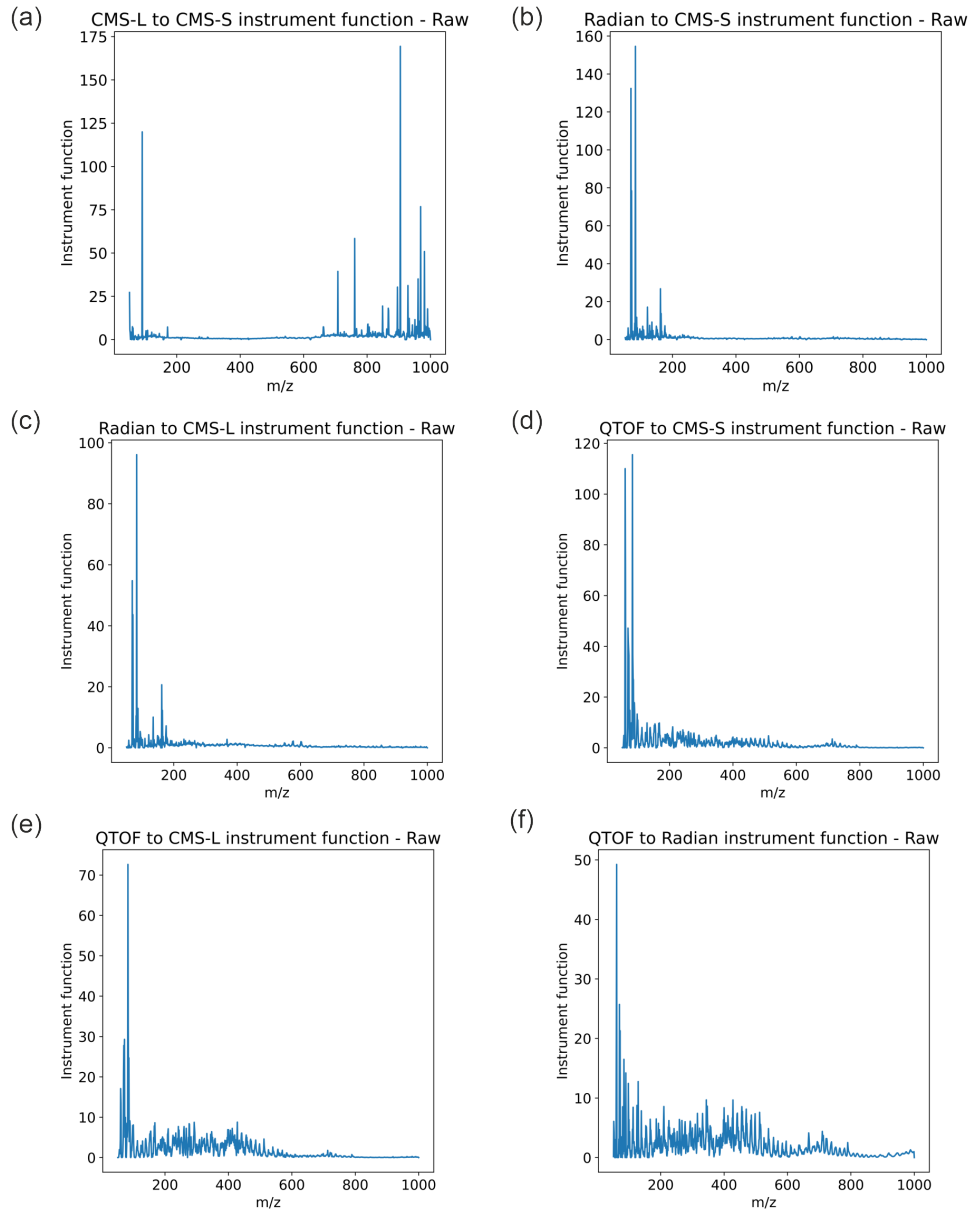 (a)
CMS-L to CMS-S instrument function - Raw
Instrument function
175
150
125
100
75
50
25
0
200 400 600 800 1000
m/z
(b)
Radian to CMS-S instrument function - Raw
Instrument function
160
140
120
100
80
60
40
20
0
200 400 600 800 1000
m/z
(c)
Radian to CMS-L instrument function - Raw
Instrument function
100
80
60
40
20
0
200 400 600 800 1000
m/z
(d)
QTOF to CMS-S instrument function - Raw
Instrument function
120
100
80
60
40
20
0
200 400 600 800 1000
m/z
(e)
QTOF to CMS-L instrument function - Raw
Instrument function
70
60
50
40
30
20
10
0
200 400 600 800 1000
m/z
(f)
QTOF to Radian instrument function - Raw
Instrument function
50
40
30
20
10
0
200 400 600 800 1000
m/z